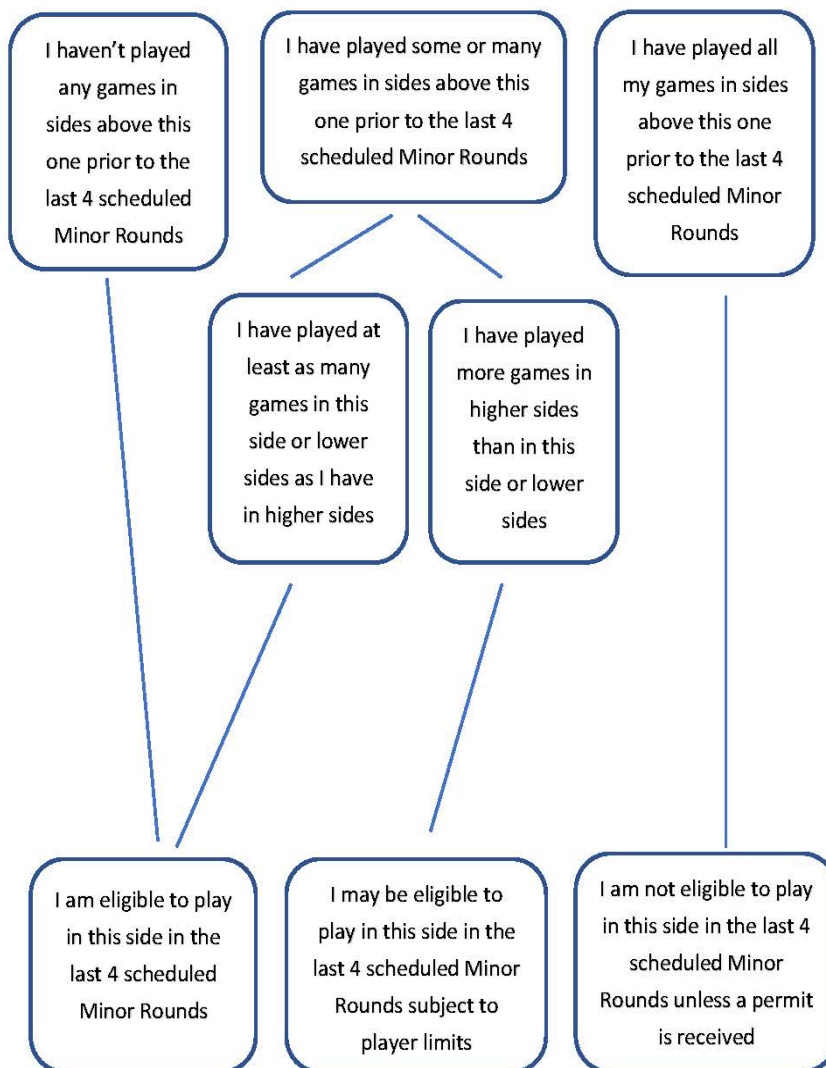 I haven’t played
any games in
sides above this
one prior to the
last 4 scheduled
Minor Rounds
I have played some or many
games in sides above this
one prior to the last 4
scheduled Minor Rounds
I have played all
my games in sides
above this one
prior to the last 4
scheduled Minor
Rounds
I have played at
least as many
games in this
side or lower
sides as I have
in higher sides
I have played
more games in
higher sides
than in this
side or lower
sides
I am eligible to play
in this side in the
last 4 scheduled
Minor Rounds
I may be eligible to
play in this side in the
last 4 scheduled Minor
Rounds subject to
player limits
I am not eligible to play
in this side in the last 4
scheduled Minor
Rounds unless a permit
is received